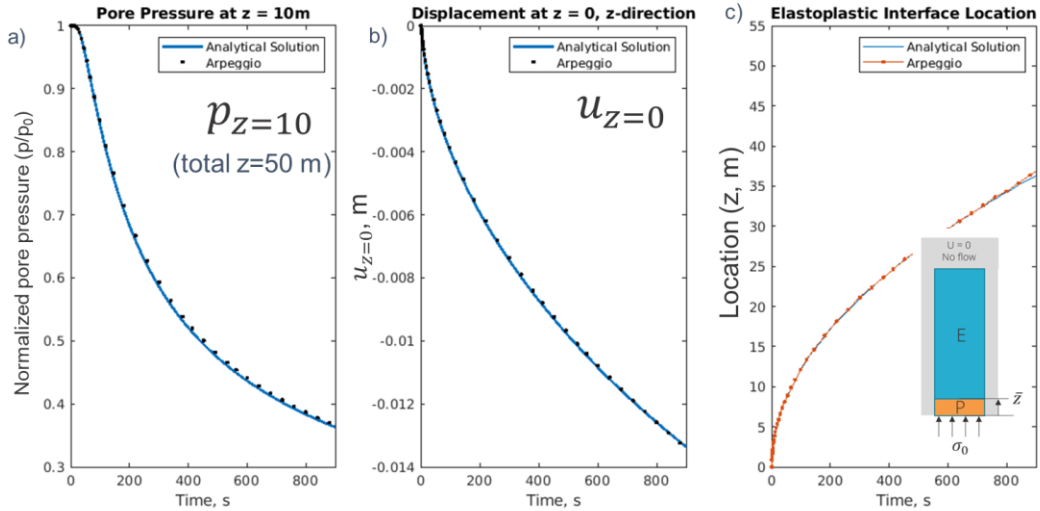 a)
Pore Pressure at z = 10m
Analytical Solution
Arpeggio
p_{z=10}
(total z=50 m)
Normalized pore pressure (p/p₀)
1
0.9
0.8
0.7
0.6
0.5
0.4
0.3
0
200
400
600
800
Time, s
b)
Displacement at z = 0, z-direction
Analytical Solution
Arpeggio
u_{z=0}
u_{z=0}, m
0
-0.002
-0.004
-0.006
-0.008
-0.01
-0.012
-0.014
0
200
400
600
800
Time, s
c)
Elastoplastic Interface Location
Analytical Solution
Arpeggio
Location (z, m)
55
50
45
40
35
30
25
20
15
10
5
0
U = 0
No flow
E
P
z̄
σ₀
0
200
400
600
800
Time, s